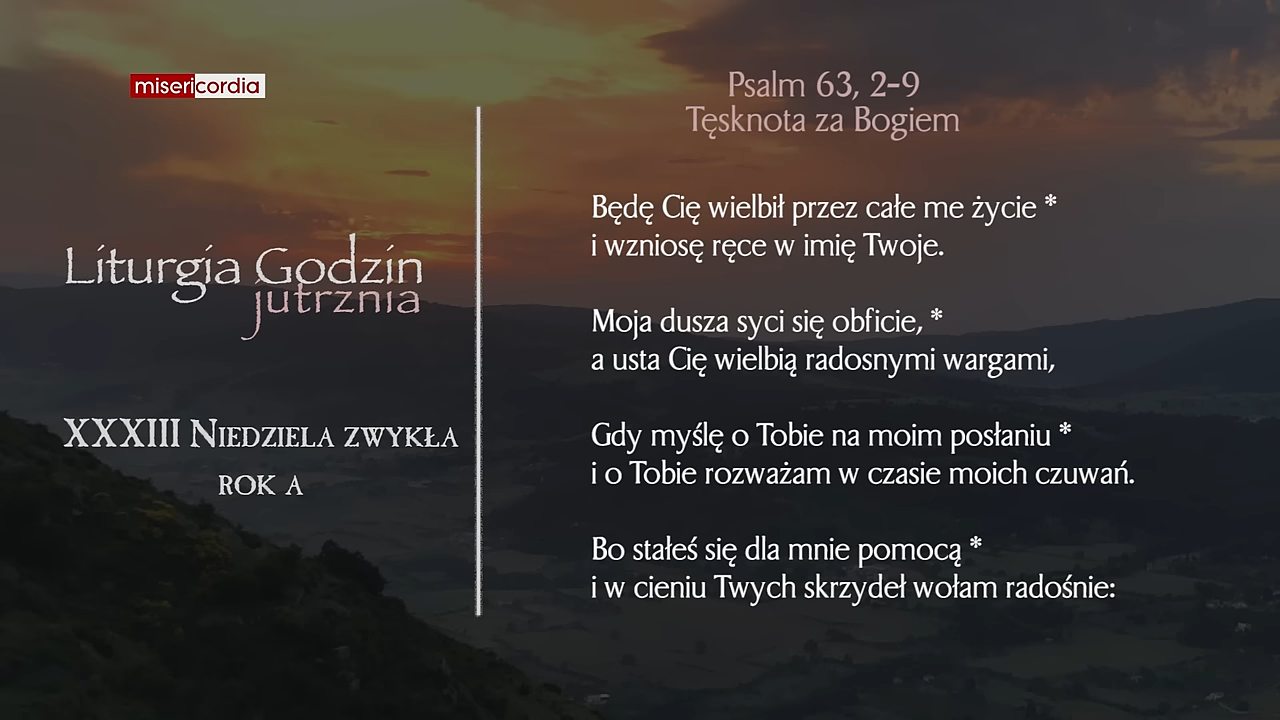 misericordia
Liturgia Godzin
jutrznia
XXXIII Niedziela zwykła
rok A
Psalm 63, 2-9
Tęsknota za Bogiem
Będę Cię wielbił przez całe me życie *
i wzniosę ręce w imię Twoje.
Moja dusza syci się obficie, *
a usta Cię wielbią radosnymi wargami,
Gdy myślę o Tobie na moim posłaniu *
i o Tobie rozważam w czasie moich czuwań.
Bo stałeś się dla mnie pomocą *
i w cieniu Twych skrzydeł wołam radośnie: